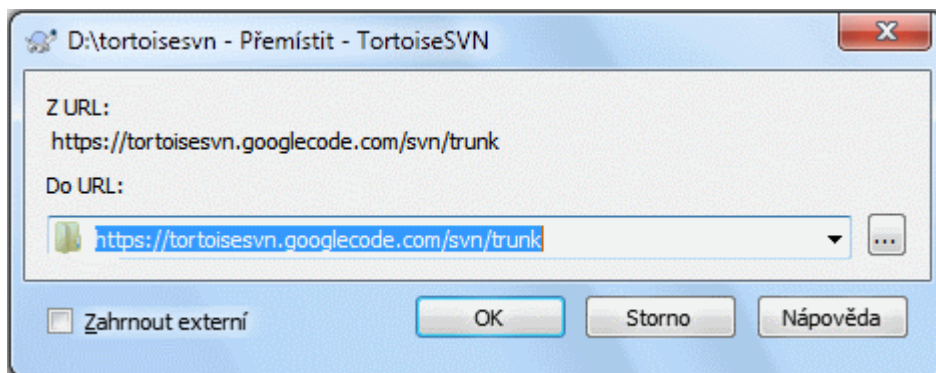 D:\tortoisesvn - Přemístit - TortoiseSVN
Z URL:
https://tortoisesvn.googlecode.com/svn/trunk
Do URL:
https://tortoisesvn.googlecode.com/svn/trunk
...
Zahrnout externí
OK
Storno
Nápověda